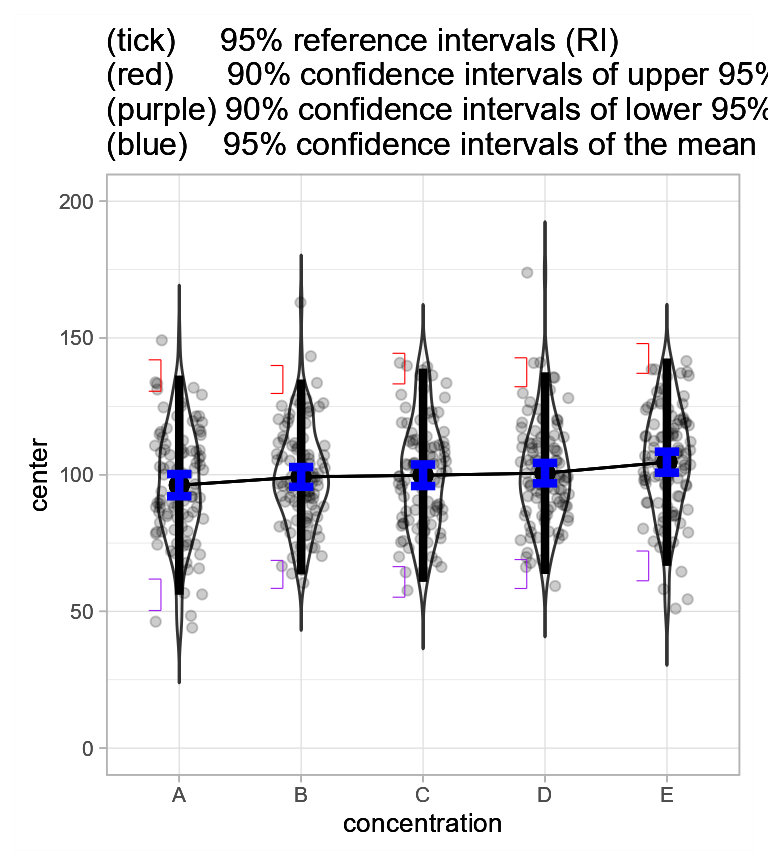 (tick) 95% reference intervals (RI)
(red) 90% confidence intervals of upper 95%
(purple) 90% confidence intervals of lower 95%
(blue) 95% confidence intervals of the mean
200
150
100
50
0
center
A B C D E
concentration